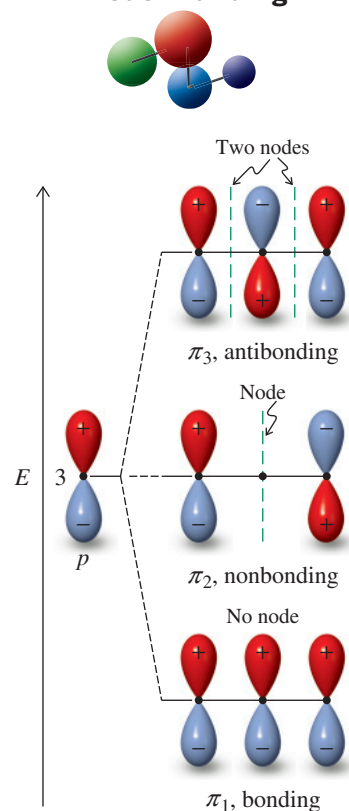 Two nodes
+ − +
− + −
π3, antibonding
Node
E 3 + + −
− − +
p
π2, nonbonding
No node
+ + +
− − −
π1, bonding